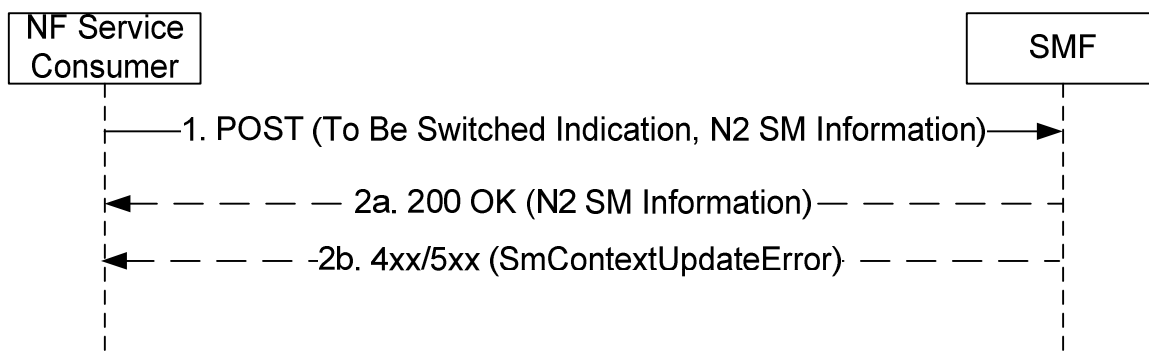 NF Service
Consumer
SMF
1. POST (To Be Switched Indication, N2 SM Information)
2a. 200 OK (N2 SM Information)
2b. 4xx/5xx (SmContextUpdateError)